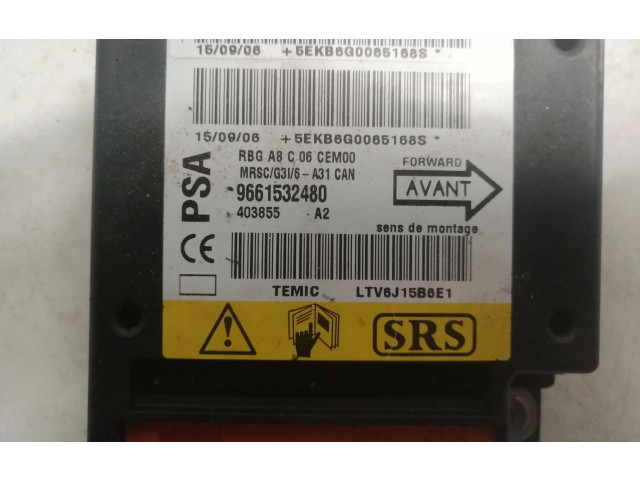 15/09/06 +5EKB6G0065168S*
15/09/06 +5EKB6G0065168S*
PSA
RBG A8 C 06 CEM00
MRSC/G3I/6-A31 CAN
9661532480
403855 A2
FORWARD
AVANT
sens de montage
CE
TEMIC LTV6J15B6E1
SRS